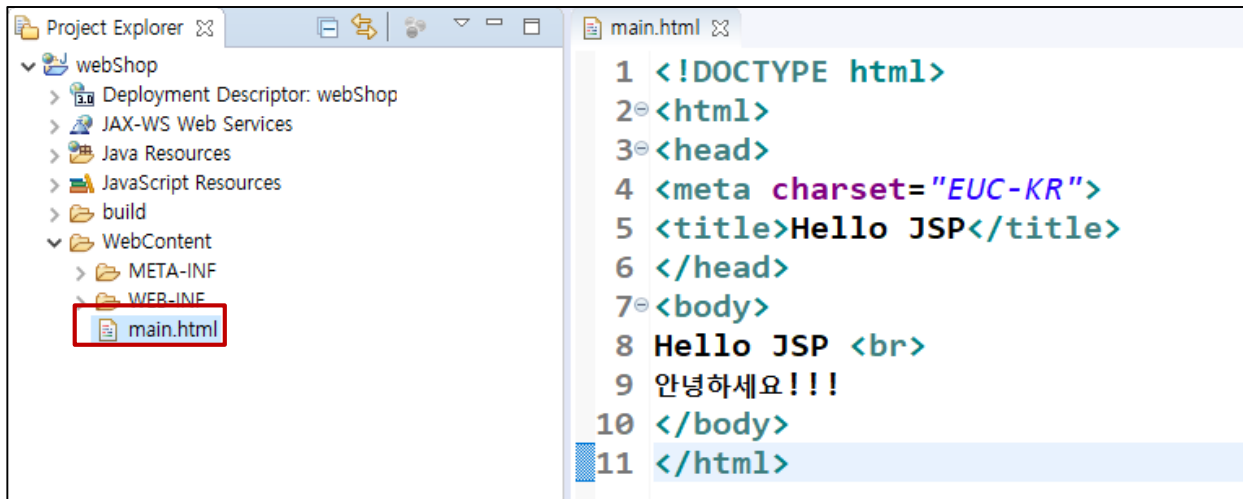 Project Explorer
webShop
Deployment Descriptor: webShop
JAX-WS Web Services
Java Resources
JavaScript Resources
build
WebContent
META-INF
WEB-INF
main.html
main.html
1 <!DOCTYPE html>
2 <html>
3 <head>
4 <meta charset="EUC-KR">
5 <title>Hello JSP</title>
6 </head>
7 <body>
8 Hello JSP <br>
9 안녕하세요!!!
10 </body>
11 </html>